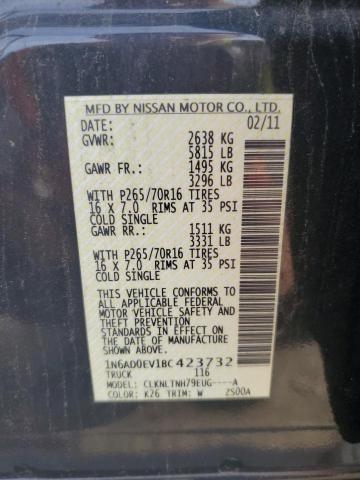 MFD BY NISSAN MOTOR CO., LTD.
DATE: 02/11
GVWR: 2638 KG
5815 LB
GAWR FR.: 1495 KG
3296 LB
WITH P265/70R16 TIRES
16 X 7.0 RIMS AT 35 PSI
COLD SINGLE
GAWR RR.: 1511 KG
3331 LB
WITH P265/70R16 TIRES
16 X 7.0 RIMS AT 35 PSI
COLD SINGLE
THIS VEHICLE CONFORMS TO
ALL APPLICABLE FEDERAL
MOTOR VEHICLE SAFETY AND
THEFT PREVENTION
STANDARDS IN EFFECT ON
THE DATE OF MANUFACTURE
SHOWN ABOVE.
1N6AD0EV1BC423732
TRUCK 116
MODEL: CLKNLTNH79EUG----A
COLOR: K26 TRIM: W 2S00A